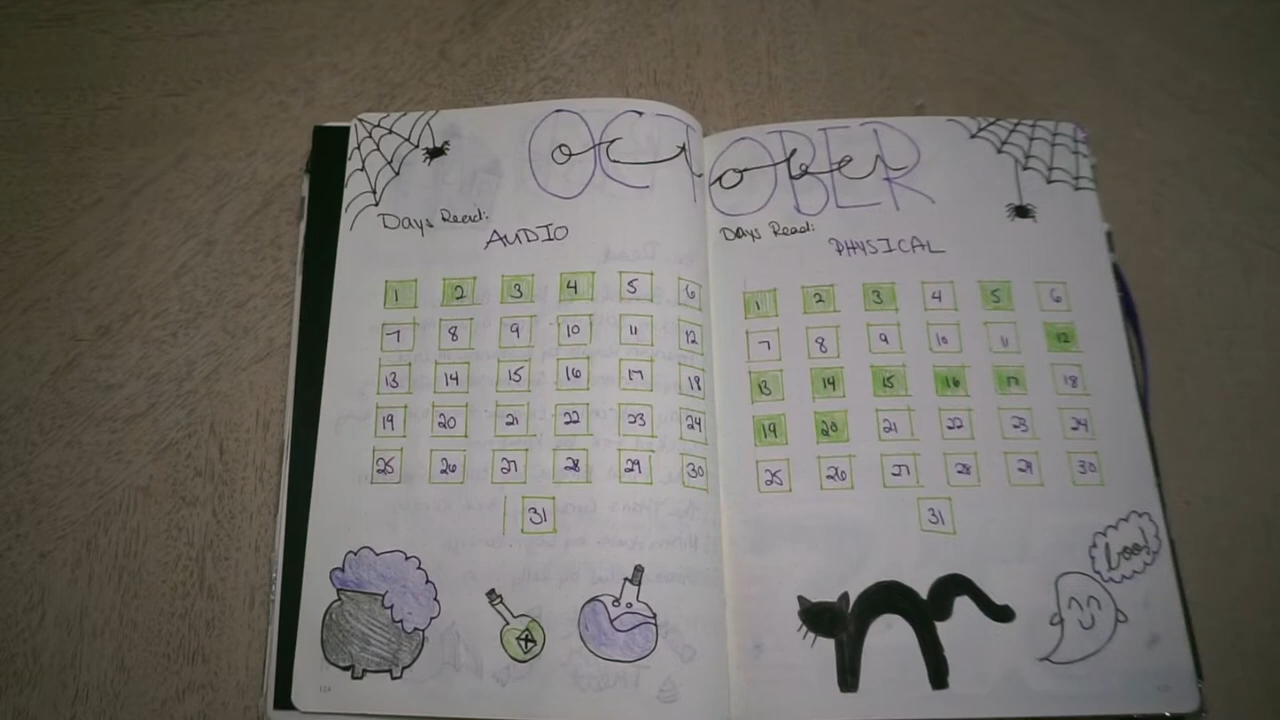 OCTOBER
october
Days Read:
AUDIO
1 2 3 4 5 6
7 8 9 10 11 12
13 14 15 16 17 18
19 20 21 22 23 24
25 26 27 28 29 30
31
Days Read:
PHYSICAL
1 2 3 4 5 6
7 8 9 10 11 12
13 14 15 16 17 18
19 20 21 22 23 24
25 26 27 28 29 30
31
boo!
124